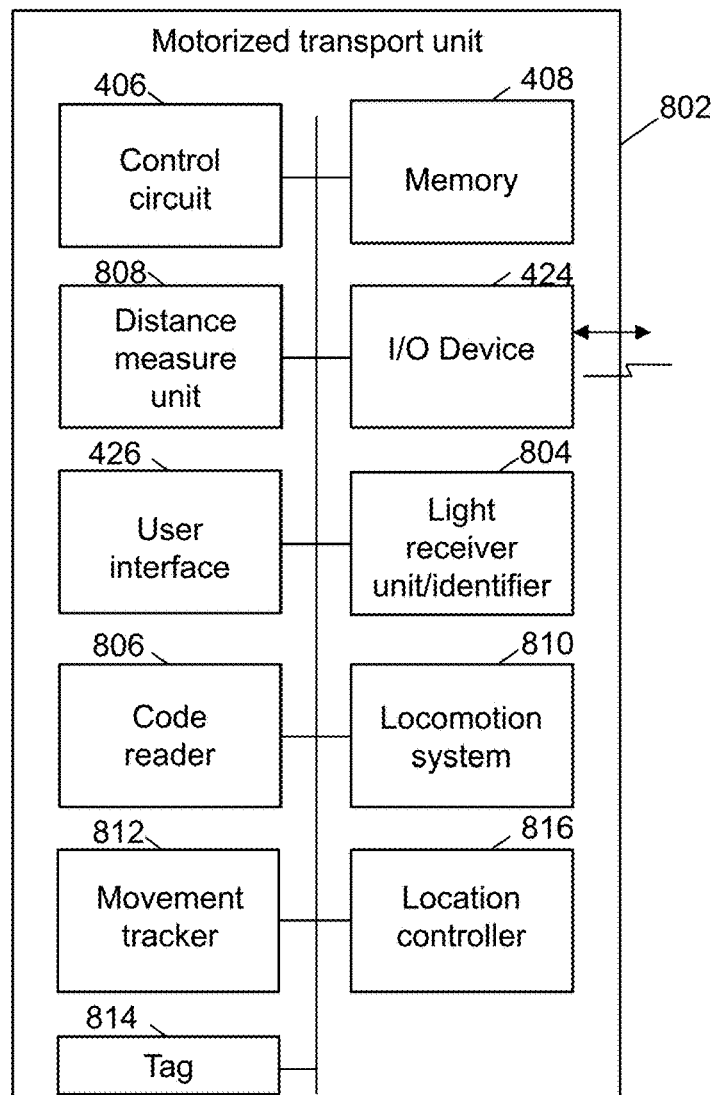 Motorized transport unit
406
408
802
Control
circuit
Memory
808
424
Distance
measure
unit
I/O Device
426
804
User
interface
Light
receiver
unit/identifier
806
810
Code
reader
Locomotion
system
812
816
Movement
tracker
Location
controller
814
Tag